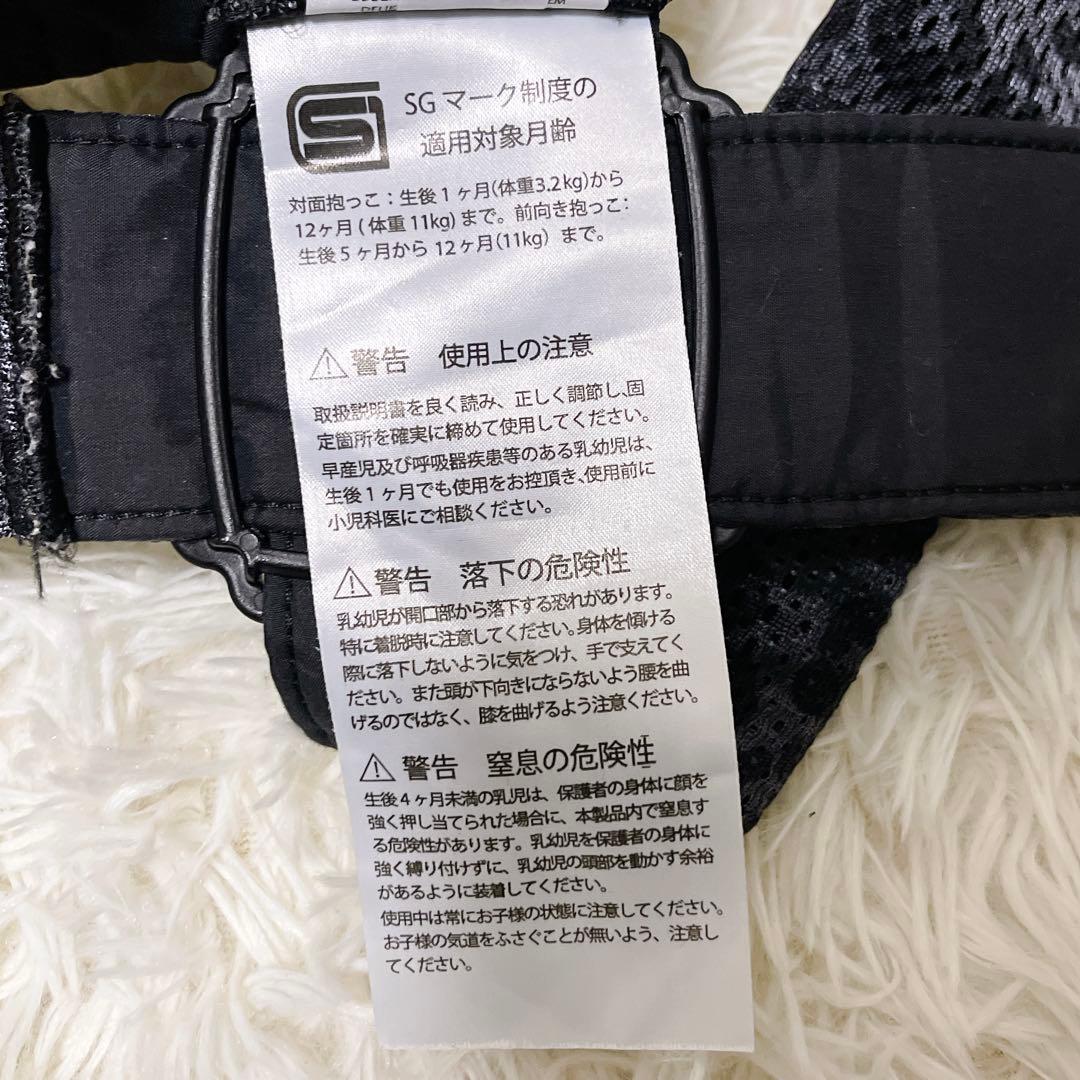 SG マーク制度の
適用対象月齢
対面抱っこ：生後 1 ヶ月(体重3.2kg)から
12ヶ月 ( 体重 11kg) まで。前向き抱っこ：
生後 5 ヶ月から 12ヶ月(11kg) まで。
⚠警告　使用上の注意
取扱説明書を良く読み、正しく調節し、固
定箇所を確実に締めて使用してください。
早産児及び呼吸器疾患等のある乳幼児は、
生後 1 ヶ月でも使用をお控頂き、使用前に
小児科医にご相談ください。
⚠警告　落下の危険性
乳幼児が開口部から落下する恐れがあります。
特に着脱時に注意してください。身体を傾ける
際に落下しないように気をつけ、手で支えてく
ださい。また頭が下向きにならないよう腰を曲
げるのではなく、膝を曲げるよう注意ください。
⚠警告　窒息の危険性
生後 4 ヶ月未満の乳児は、保護者の身体に顔を
強く押し当てられた場合に、本製品内で窒息す
る危険性があります。乳幼児を保護者の身体に
強く縛り付けずに、乳幼児の頭部を動かす余裕
があるように装着してください。
使用中は常にお子様の状態に注意してください。
お子様の気道をふさぐことが無いよう、注意し
てください。